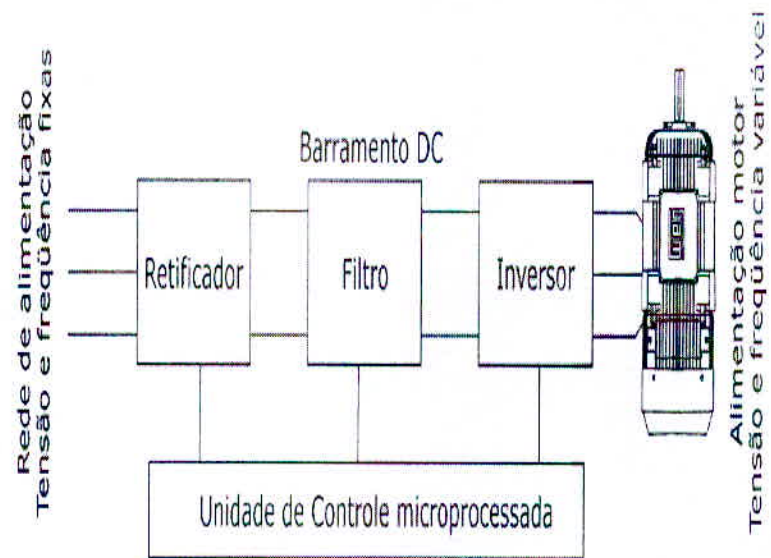 Rede de alimentação
Tensão e freqüência fixas
Barramento DC
Retificador
Filtro
Inversor
weg
Alimentação motor
Tensão e freqüência variável
Unidade de Controle microprocessada